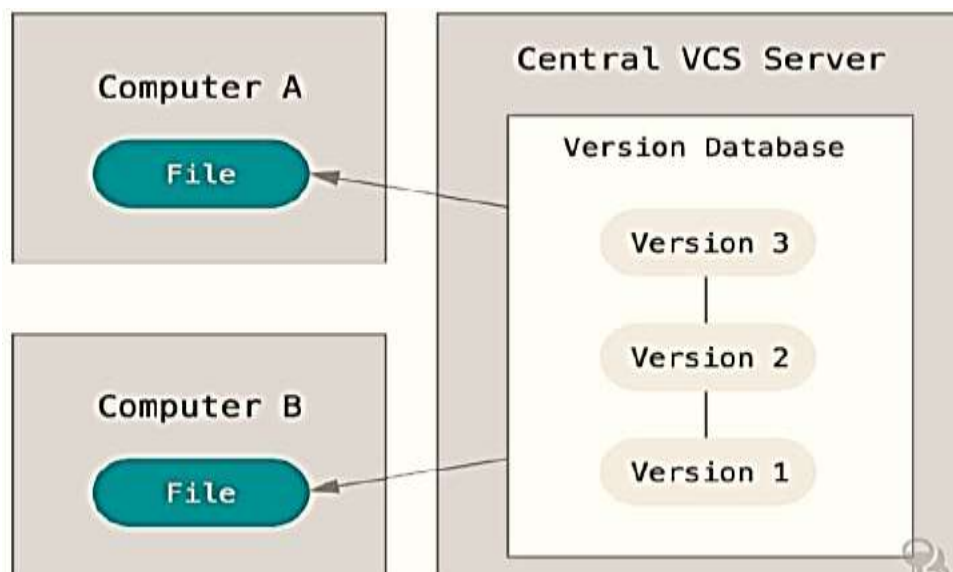 Computer A
File
Computer B
File
Central VCS Server
Version Database
Version 3
Version 2
Version 1